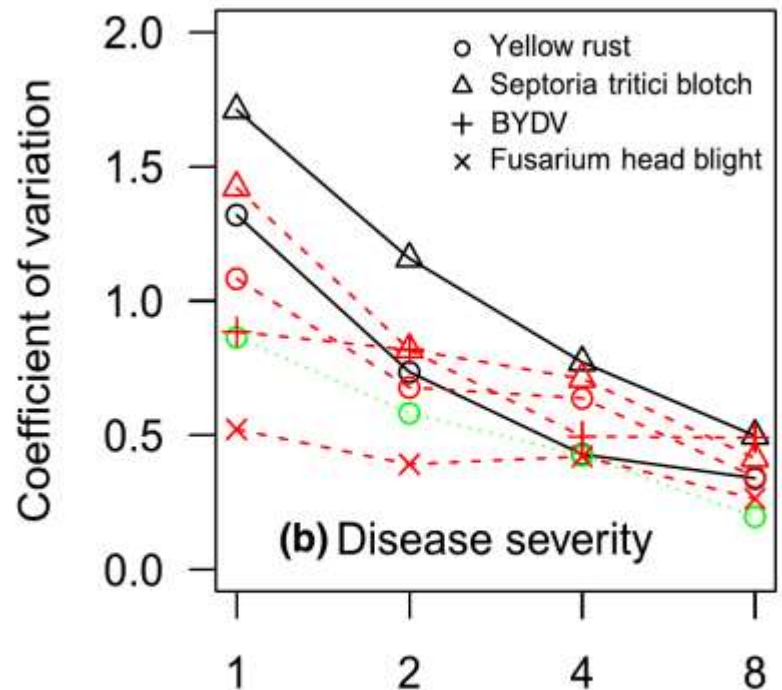 2.0
Yellow rust
Septoria tritici blotch
BYDV
Fusarium head blight
1.5
1.0
0.5
0.0
Coefficient of variation
(b) Disease severity
1 2 4 8